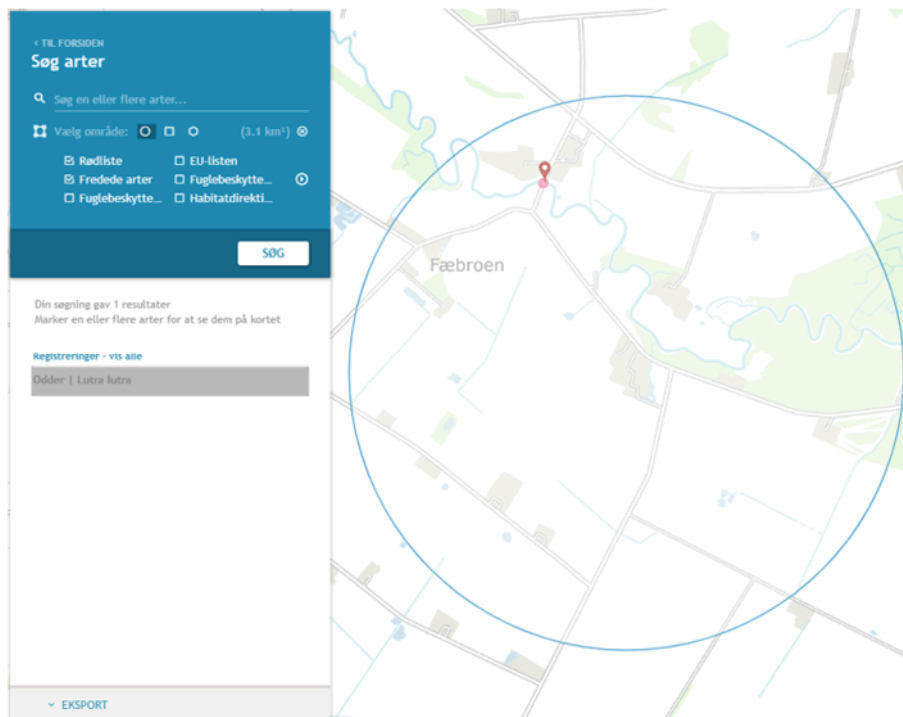 ‹ TIL FORSIDEN
Søg arter
Søg en eller flere arter...
Vælg område: (3.1 km²)
Rødliste EU-listen
Fredede arter Fuglebeskytte...
Fuglebeskytte... Habitatdirekti...
SØG
Din søgning gav 1 resultater
Marker en eller flere arter for at se dem på kortet
Registreringer - vis alle
Odder | Lutra lutra
EKSPORT
Fæbroen